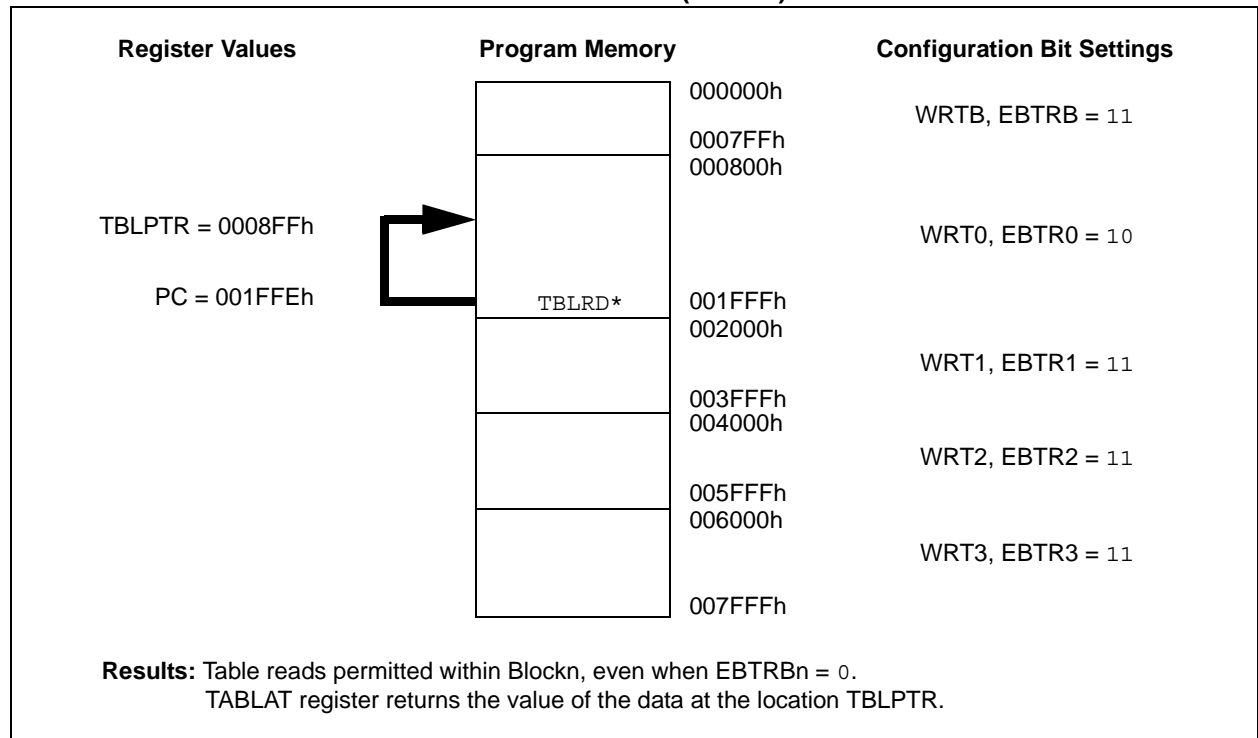 Register Values Program Memory Configuration Bit Settings
000000h
WRTB, EBTRB = 11
0007FFh
000800h
TBLPTR = 0008FFh
WRT0, EBTR0 = 10
PC = 001FFEh
TBLRD* 001FFFh
002000h
WRT1, EBTR1 = 11
003FFFh
004000h
WRT2, EBTR2 = 11
005FFFh
006000h
WRT3, EBTR3 = 11
007FFFh
Results: Table reads permitted within Blockn, even when EBTRBn = 0.
TABLAT register returns the value of the data at the location TBLPTR.